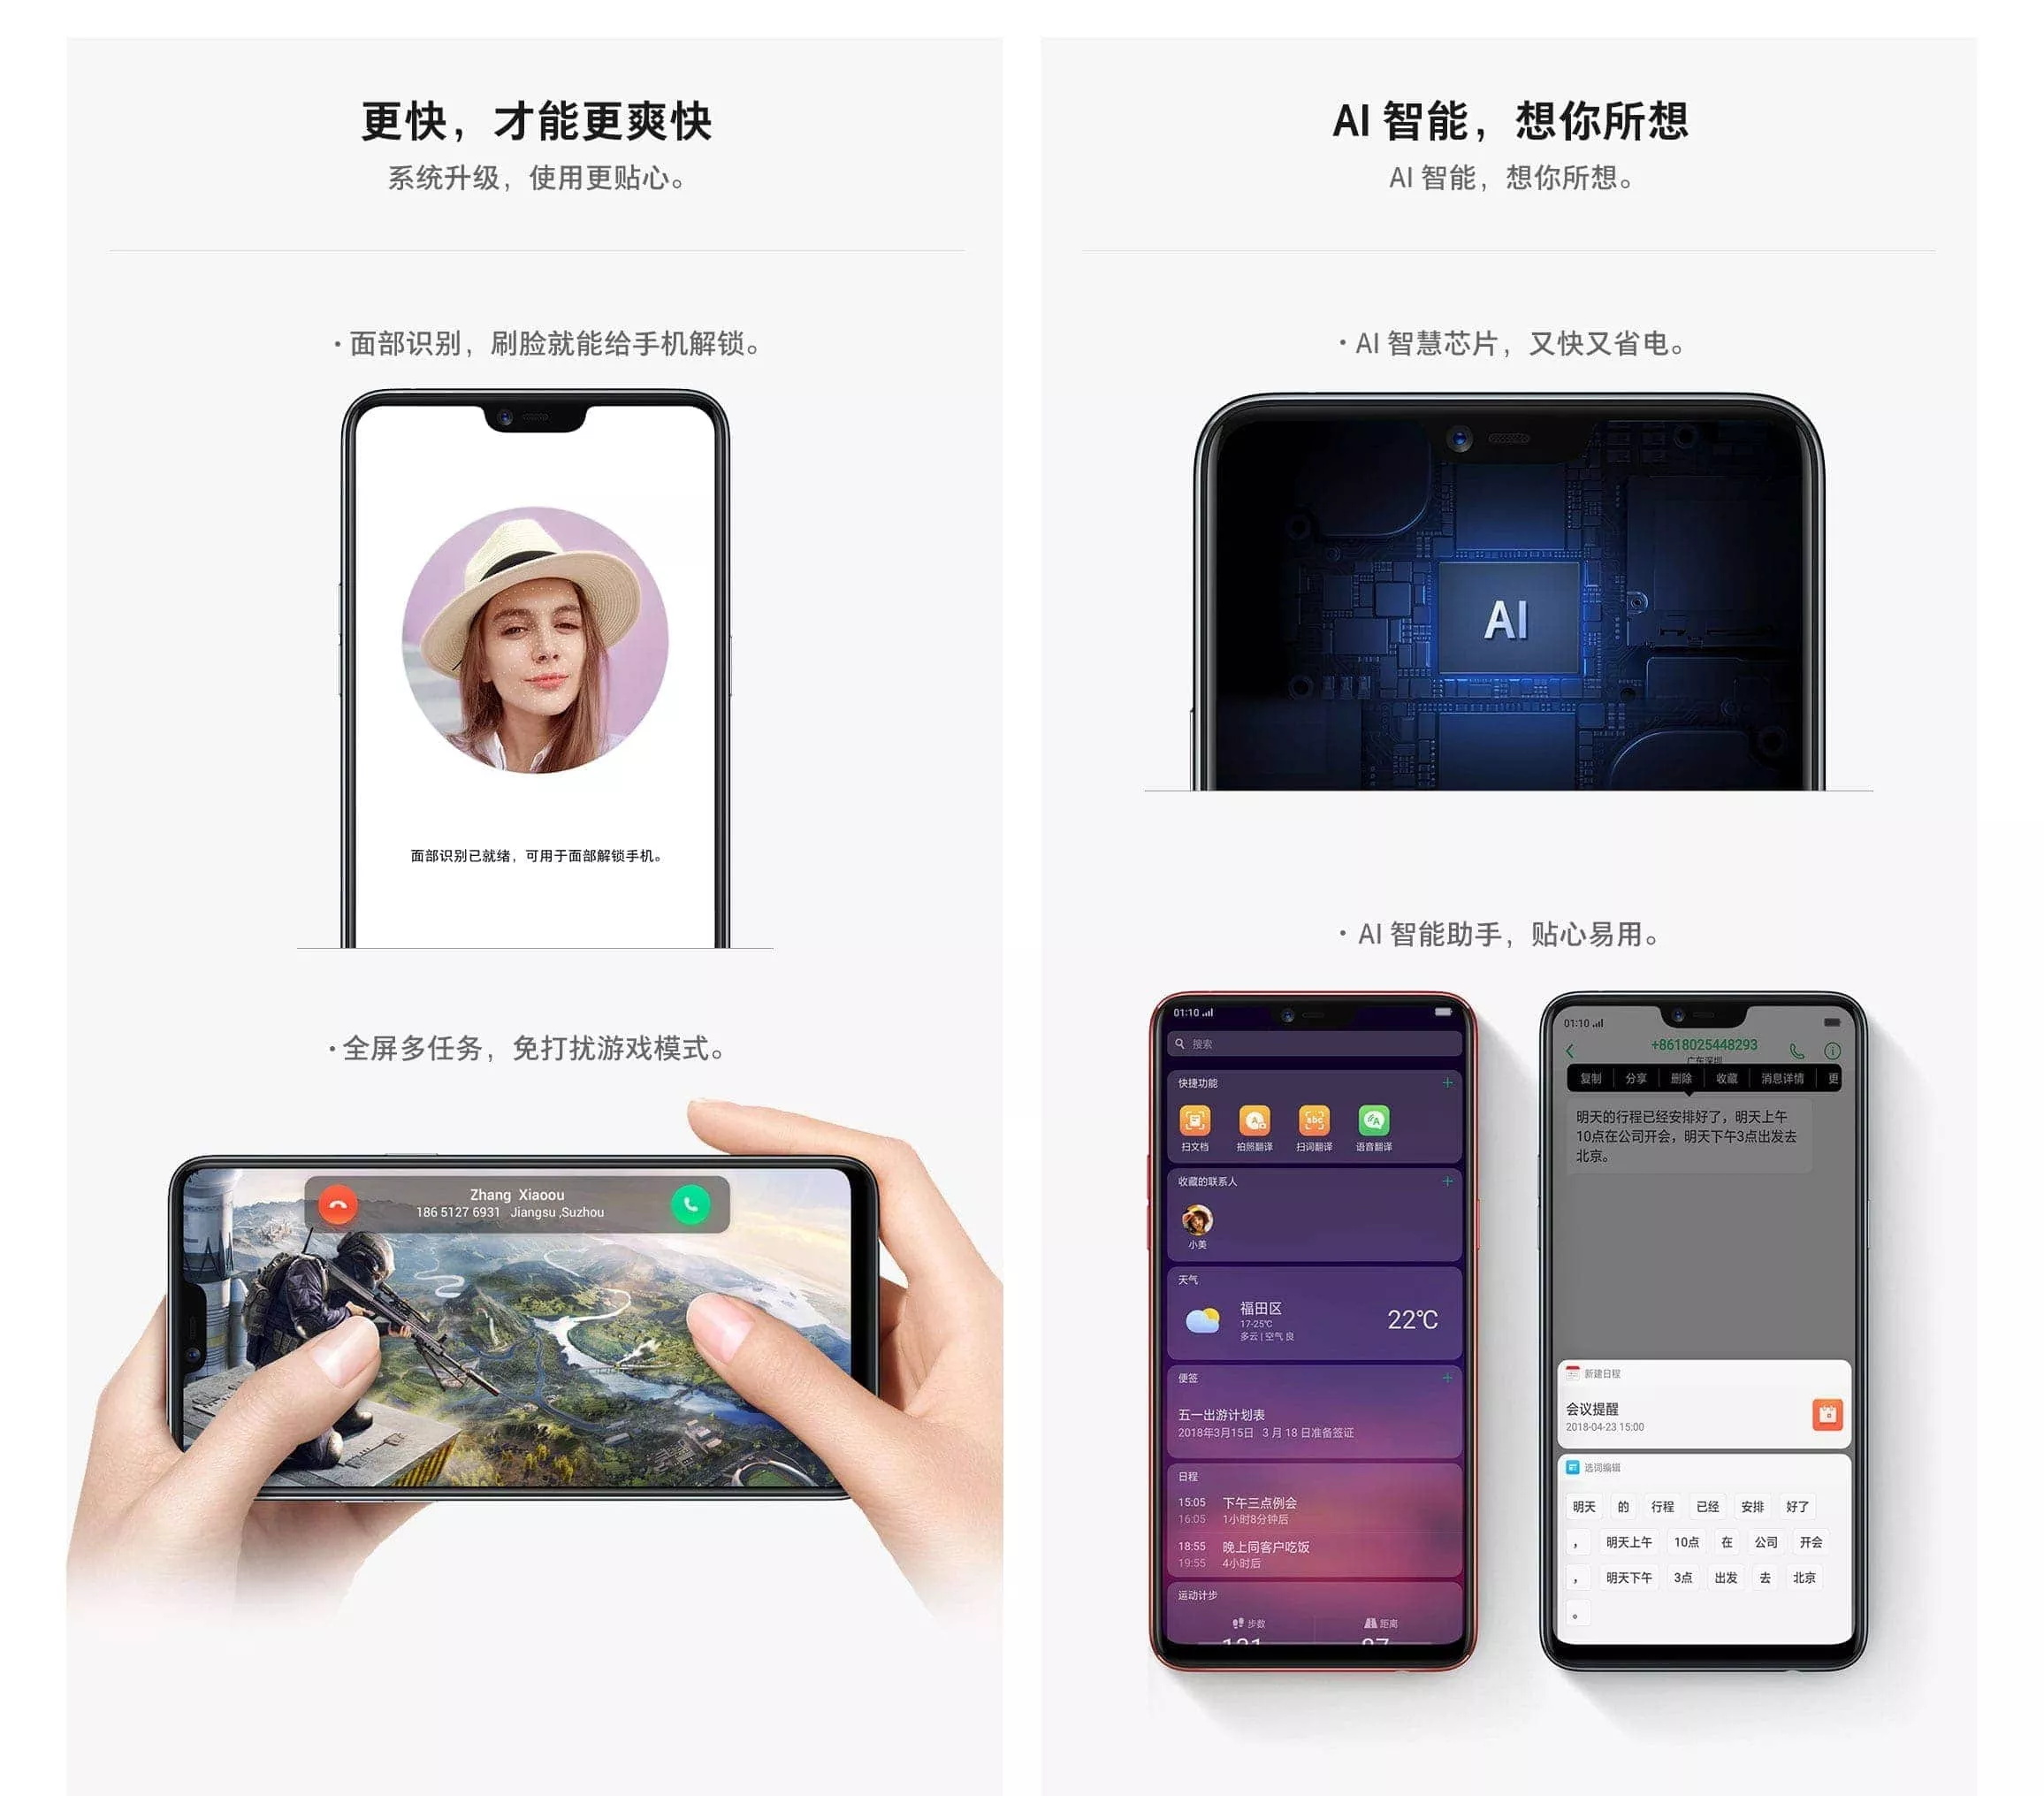 更快，才能更爽快
系统升级，使用更贴心。
·面部识别，刷脸就能给手机解锁。
面部识别已就绪，可用于面部解锁手机。
·全屏多任务，免打扰游戏模式。
Zhang Xiaoou
186 5127 6931 Jiangsu ,Suzhou
AI 智能，想你所想
AI 智能，想你所想。
·AI 智慧芯片，又快又省电。
AI
·AI 智能助手，贴心易用。
01:10
搜索
快捷功能
扫文档 拍照翻译 扫词翻译 语音翻译
收藏的联系人
小美
天气
福田区
17-25℃
多云 | 空气 良
22℃
便签
五一出游计划表
2018年3月15日 3 月 18 日准备签证
日程
15:05 下午三点例会
16:05 1小时8分钟后
18:55 晚上同客户吃饭
19:55 4小时后
运动计步
步数 距离
01:10
+8618025448293
广东深圳
复制 分享 删除 收藏 消息详情 更
明天的行程已经安排好了，明天上午
10点在公司开会，明天下午3点出发去
北京。
新建日程
会议提醒
2018-04-23 15:00
选词编辑
明天 的 行程 已经 安排 好了
， 明天上午 10点 在 公司 开会
， 明天下午 3点 出发 去 北京
。